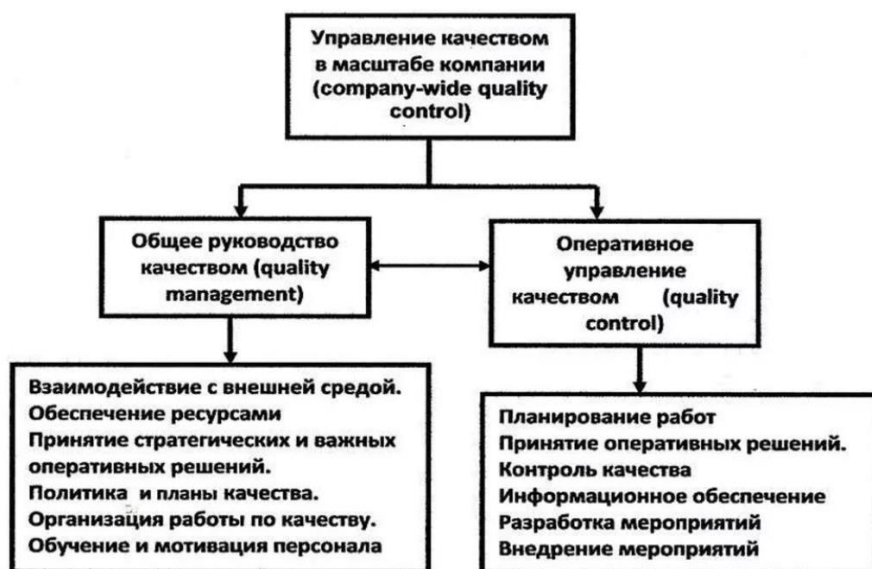 Управление качеством
в масштабе компании
(company-wide quality
control)
Общее руководство
качеством (quality
management)
Оперативное
управление
качеством (quality
control)
Взаимодействие с внешней средой.
Обеспечение ресурсами
Принятие стратегических и важных
оперативных решений.
Политика и планы качества.
Организация работы по качеству.
Обучение и мотивация персонала
Планирование работ
Принятие оперативных решений.
Контроль качества
Информационное обеспечение
Разработка мероприятий
Внедрение мероприятий